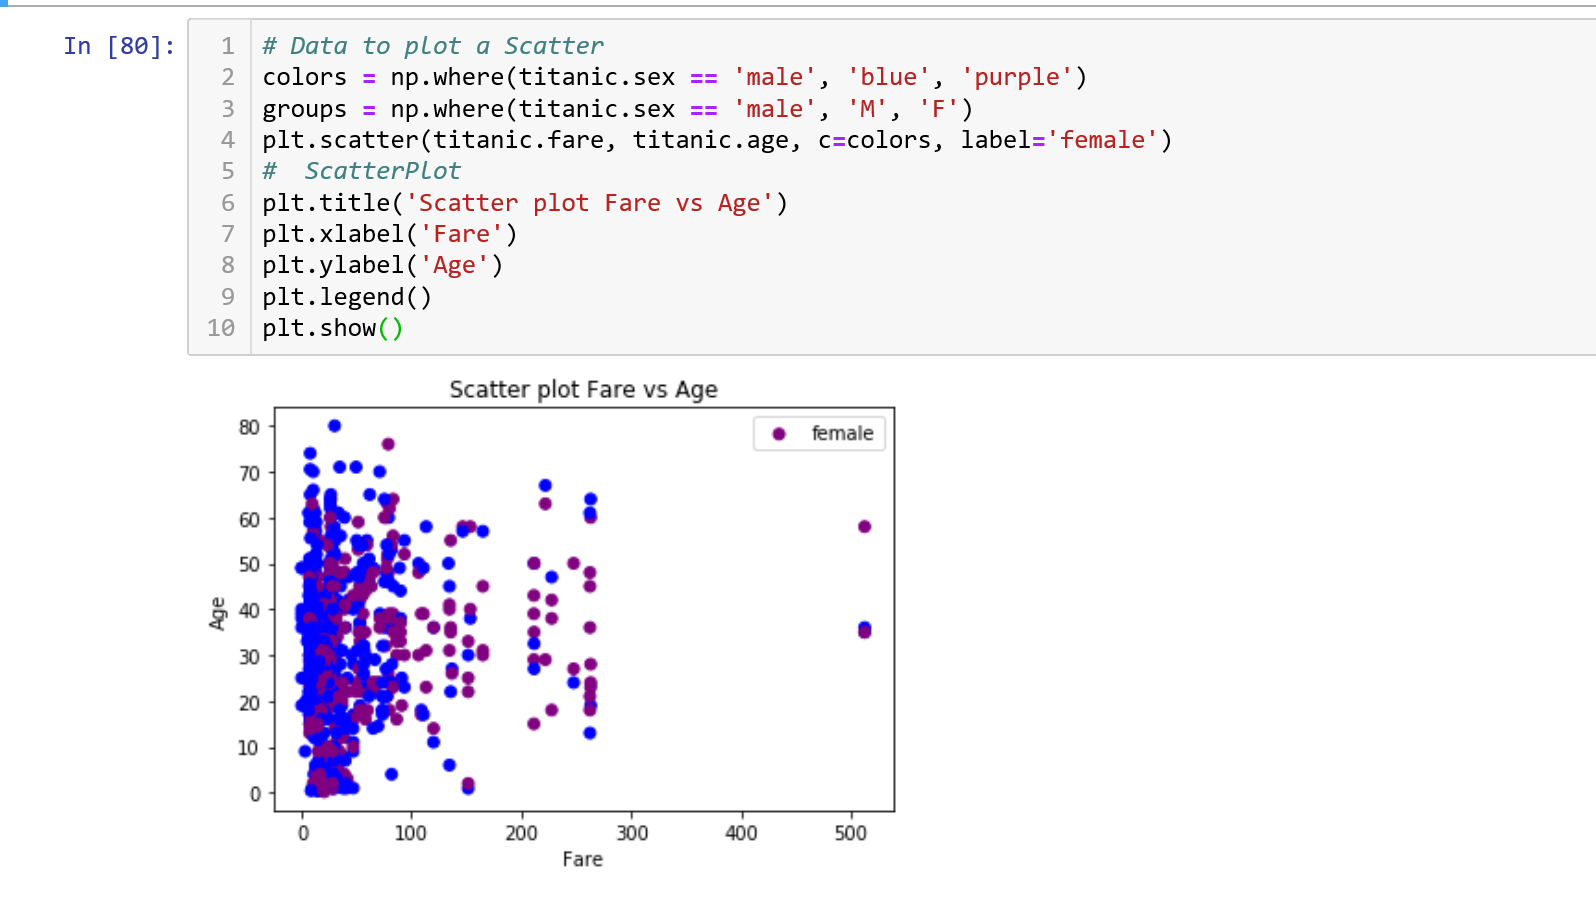 In [80]:
1 # Data to plot a Scatter
2 colors = np.where(titanic.sex == 'male', 'blue', 'purple')
3 groups = np.where(titanic.sex == 'male', 'M', 'F')
4 plt.scatter(titanic.fare, titanic.age, c=colors, label='female')
5 #  ScatterPlot
6 plt.title('Scatter plot Fare vs Age')
7 plt.xlabel('Fare')
8 plt.ylabel('Age')
9 plt.legend()
10 plt.show()
Scatter plot Fare vs Age
female
80
70
60
50
40
30
20
10
0
Age
0 100 200 300 400 500
Fare